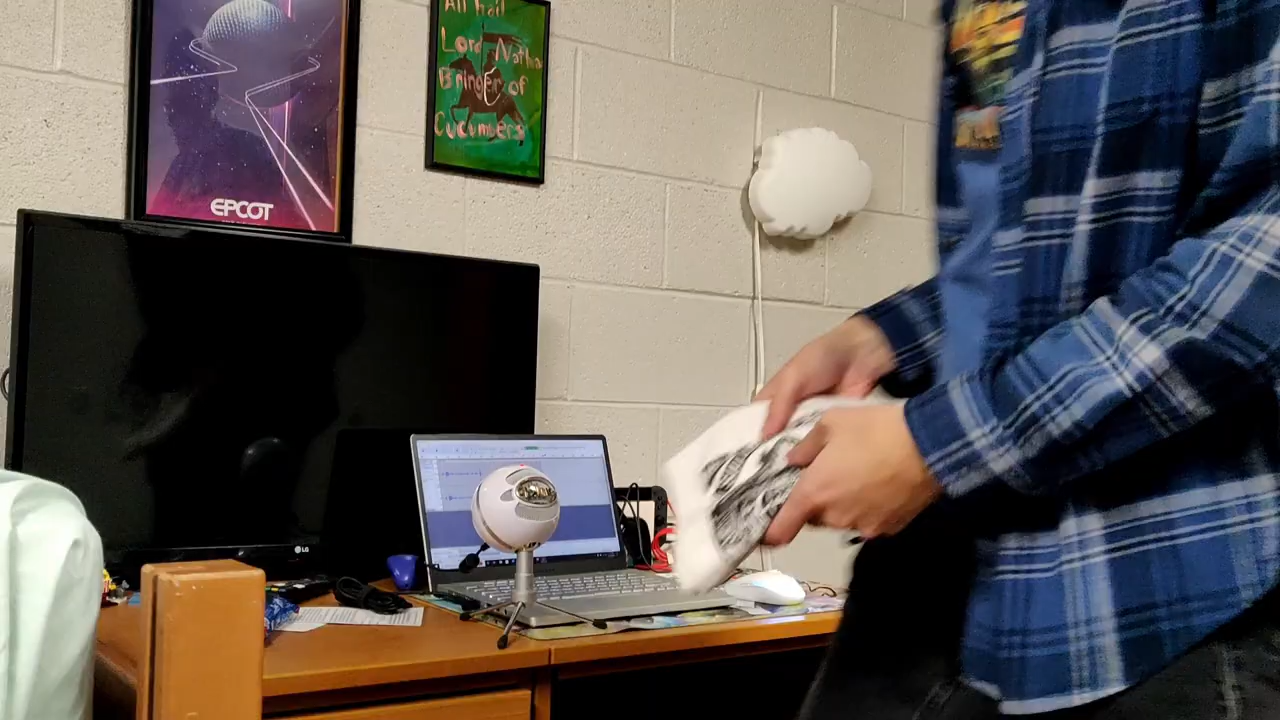 EPCOT
All hail
Lord Natha
Bringer of
Cucumbers
LG